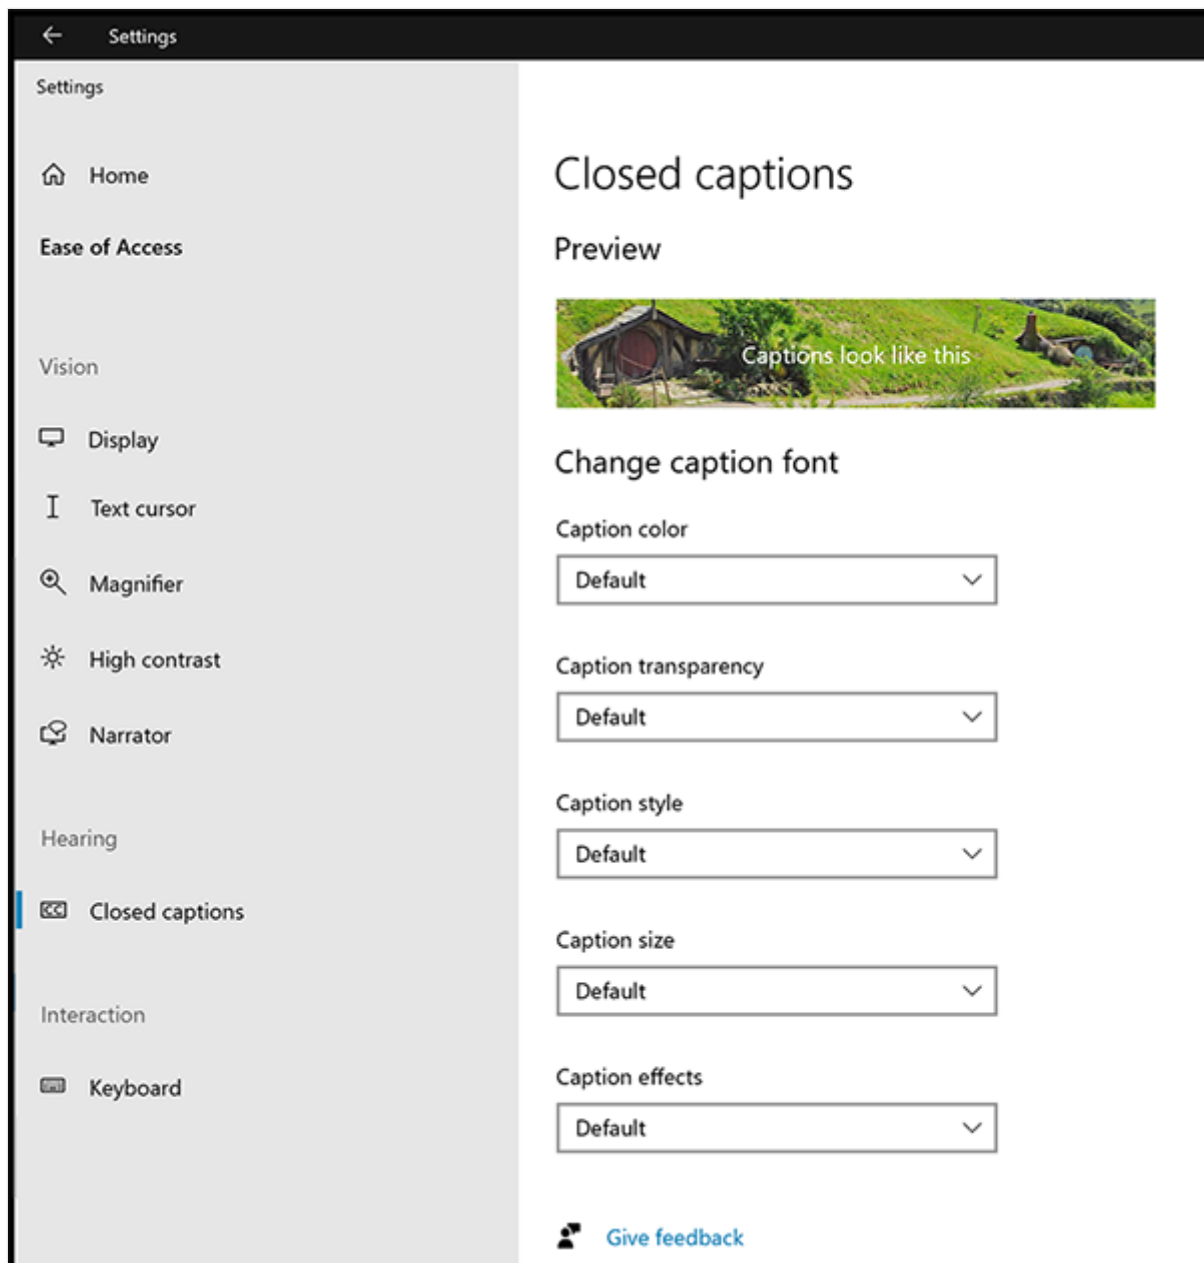 Settings
Settings
Home
Ease of Access
Vision
Display
Text cursor
Magnifier
High contrast
Narrator
Hearing
Closed captions
Interaction
Keyboard
Closed captions
Preview
Captions look like this
Change caption font
Caption color
Default
Caption transparency
Default
Caption style
Default
Caption size
Default
Caption effects
Default
Give feedback